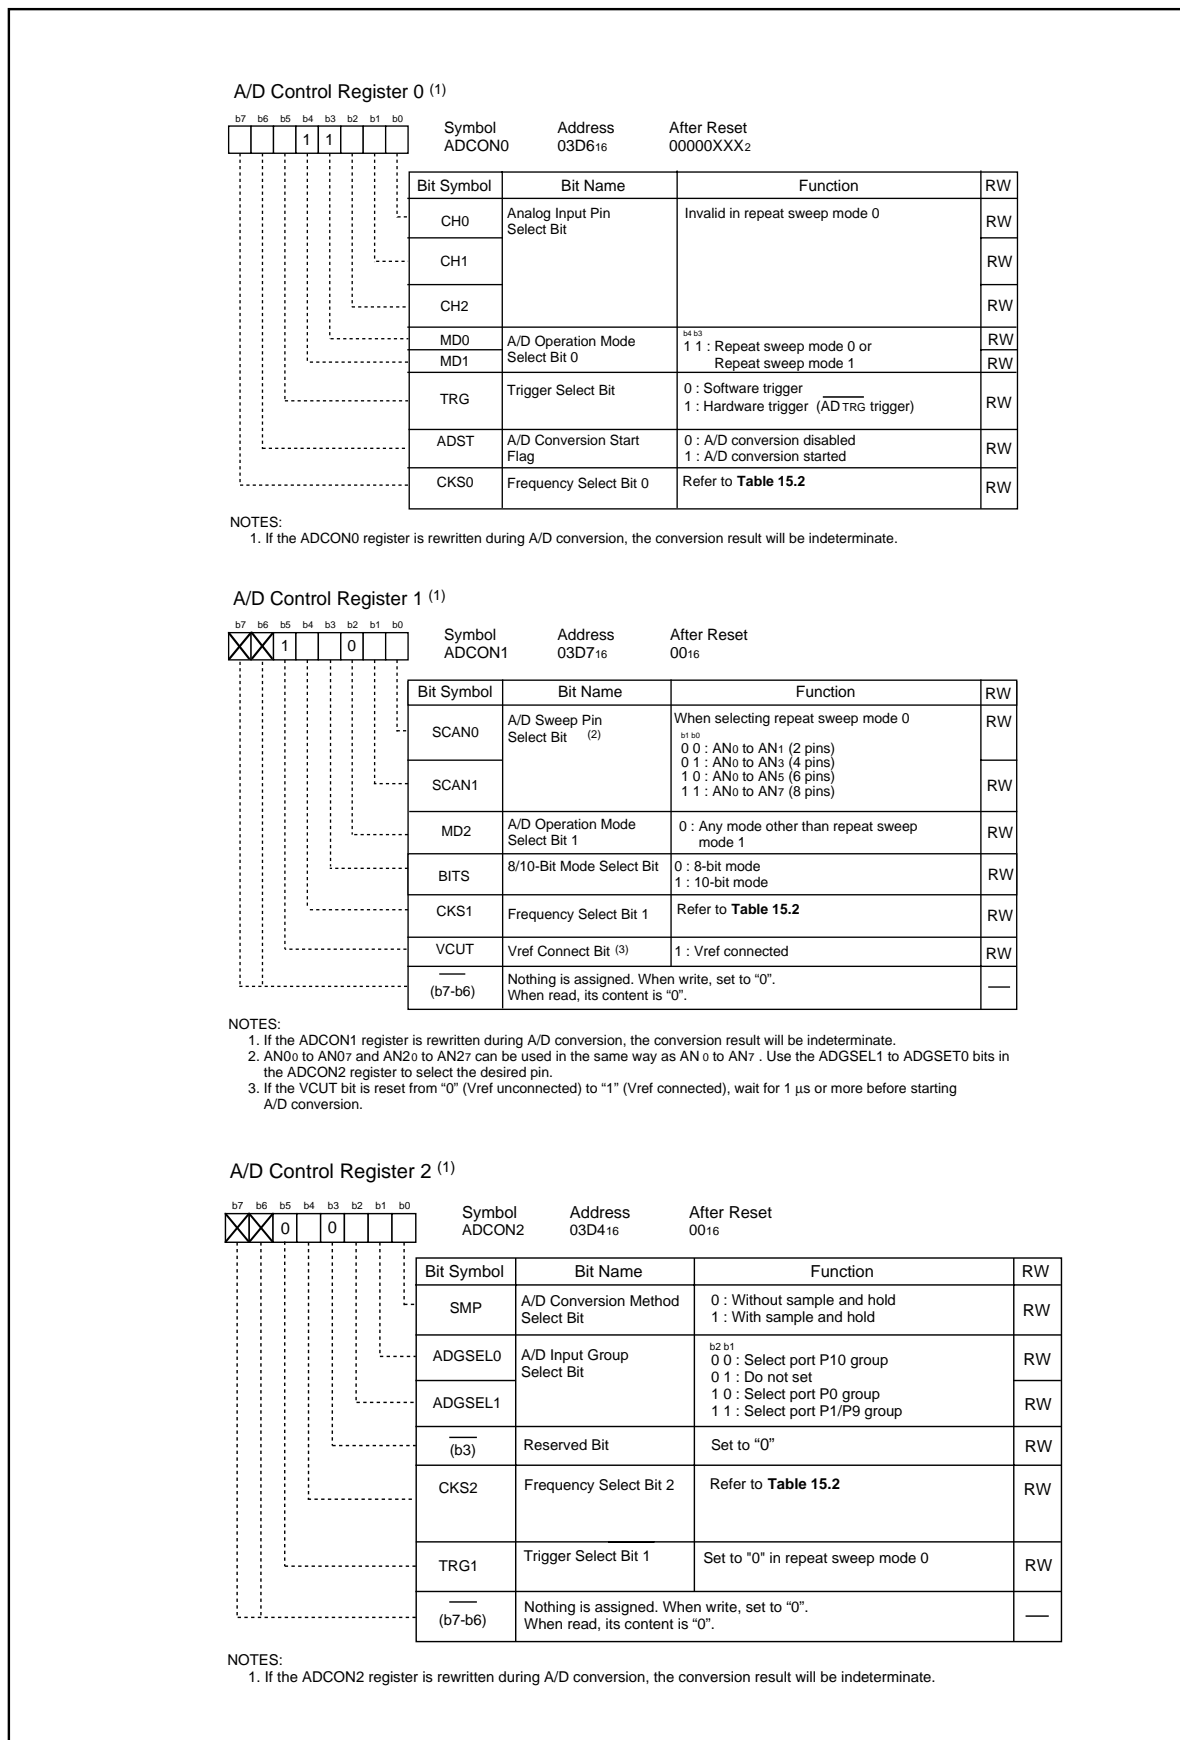 A/D Control Register 0 (1)
b7 b6 b5 b4 b3 b2 b1 b0
1 1
Symbol Address After Reset
ADCON0 03D616 00000XXX2
Bit Symbol Bit Name Function RW
CH0 Analog Input Pin Select Bit Invalid in repeat sweep mode 0 RW
CH1 RW
CH2 RW
MD0 A/D Operation Mode Select Bit 0 b4 b3 RW
1 1 : Repeat sweep mode 0 or
MD1 Repeat sweep mode 1 RW
TRG Trigger Select Bit 0 : Software trigger RW
1 : Hardware trigger (ADTRG trigger)
ADST A/D Conversion Start Flag 0 : A/D conversion disabled RW
1 : A/D conversion started
CKS0 Frequency Select Bit 0 Refer to Table 15.2 RW
NOTES:
1. If the ADCON0 register is rewritten during A/D conversion, the conversion result will be indeterminate.
A/D Control Register 1 (1)
b7 b6 b5 b4 b3 b2 b1 b0
1 0
Symbol Address After Reset
ADCON1 03D716 0016
Bit Symbol Bit Name Function RW
SCAN0 A/D Sweep Pin Select Bit (2) When selecting repeat sweep mode 0 RW
b1 b0
0 0 : AN0 to AN1 (2 pins)
0 1 : AN0 to AN3 (4 pins)
1 0 : AN0 to AN5 (6 pins)
SCAN1 1 1 : AN0 to AN7 (8 pins) RW
MD2 A/D Operation Mode Select Bit 1 0 : Any mode other than repeat sweep mode 1 RW
BITS 8/10-Bit Mode Select Bit 0 : 8-bit mode RW
1 : 10-bit mode
CKS1 Frequency Select Bit 1 Refer to Table 15.2 RW
VCUT Vref Connect Bit (3) 1 : Vref connected RW
(b7-b6) Nothing is assigned. When write, set to “0”.
When read, its content is “0”.
NOTES:
1. If the ADCON1 register is rewritten during A/D conversion, the conversion result will be indeterminate.
2. AN00 to AN07 and AN20 to AN27 can be used in the same way as AN0 to AN7 . Use the ADGSEL1 to ADGSET0 bits in
the ADCON2 register to select the desired pin.
3. If the VCUT bit is reset from “0” (Vref unconnected) to “1” (Vref connected), wait for 1 μs or more before starting
A/D conversion.
A/D Control Register 2 (1)
b7 b6 b5 b4 b3 b2 b1 b0
0 0
Symbol Address After Reset
ADCON2 03D416 0016
Bit Symbol Bit Name Function RW
SMP A/D Conversion Method Select Bit 0 : Without sample and hold RW
1 : With sample and hold
ADGSEL0 A/D Input Group Select Bit b2 b1 RW
0 0 : Select port P10 group
0 1 : Do not set
ADGSEL1 1 0 : Select port P0 group RW
1 1 : Select port P1/P9 group
(b3) Reserved Bit Set to “0” RW
CKS2 Frequency Select Bit 2 Refer to Table 15.2 RW
TRG1 Trigger Select Bit 1 Set to "0" in repeat sweep mode 0 RW
(b7-b6) Nothing is assigned. When write, set to “0”.
When read, its content is “0”.
NOTES:
1. If the ADCON2 register is rewritten during A/D conversion, the conversion result will be indeterminate.